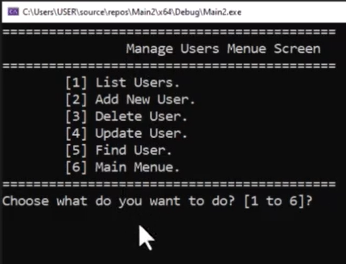 C:\Users\USER\source\repos\Main2\x64\Debug\Main2.exe
===========================================
Manage Users Menue Screen
===========================================
[1] List Users.
[2] Add New User.
[3] Delete User.
[4] Update User.
[5] Find User.
[6] Main Menue.
===========================================
Choose what do you want to do? [1 to 6]?